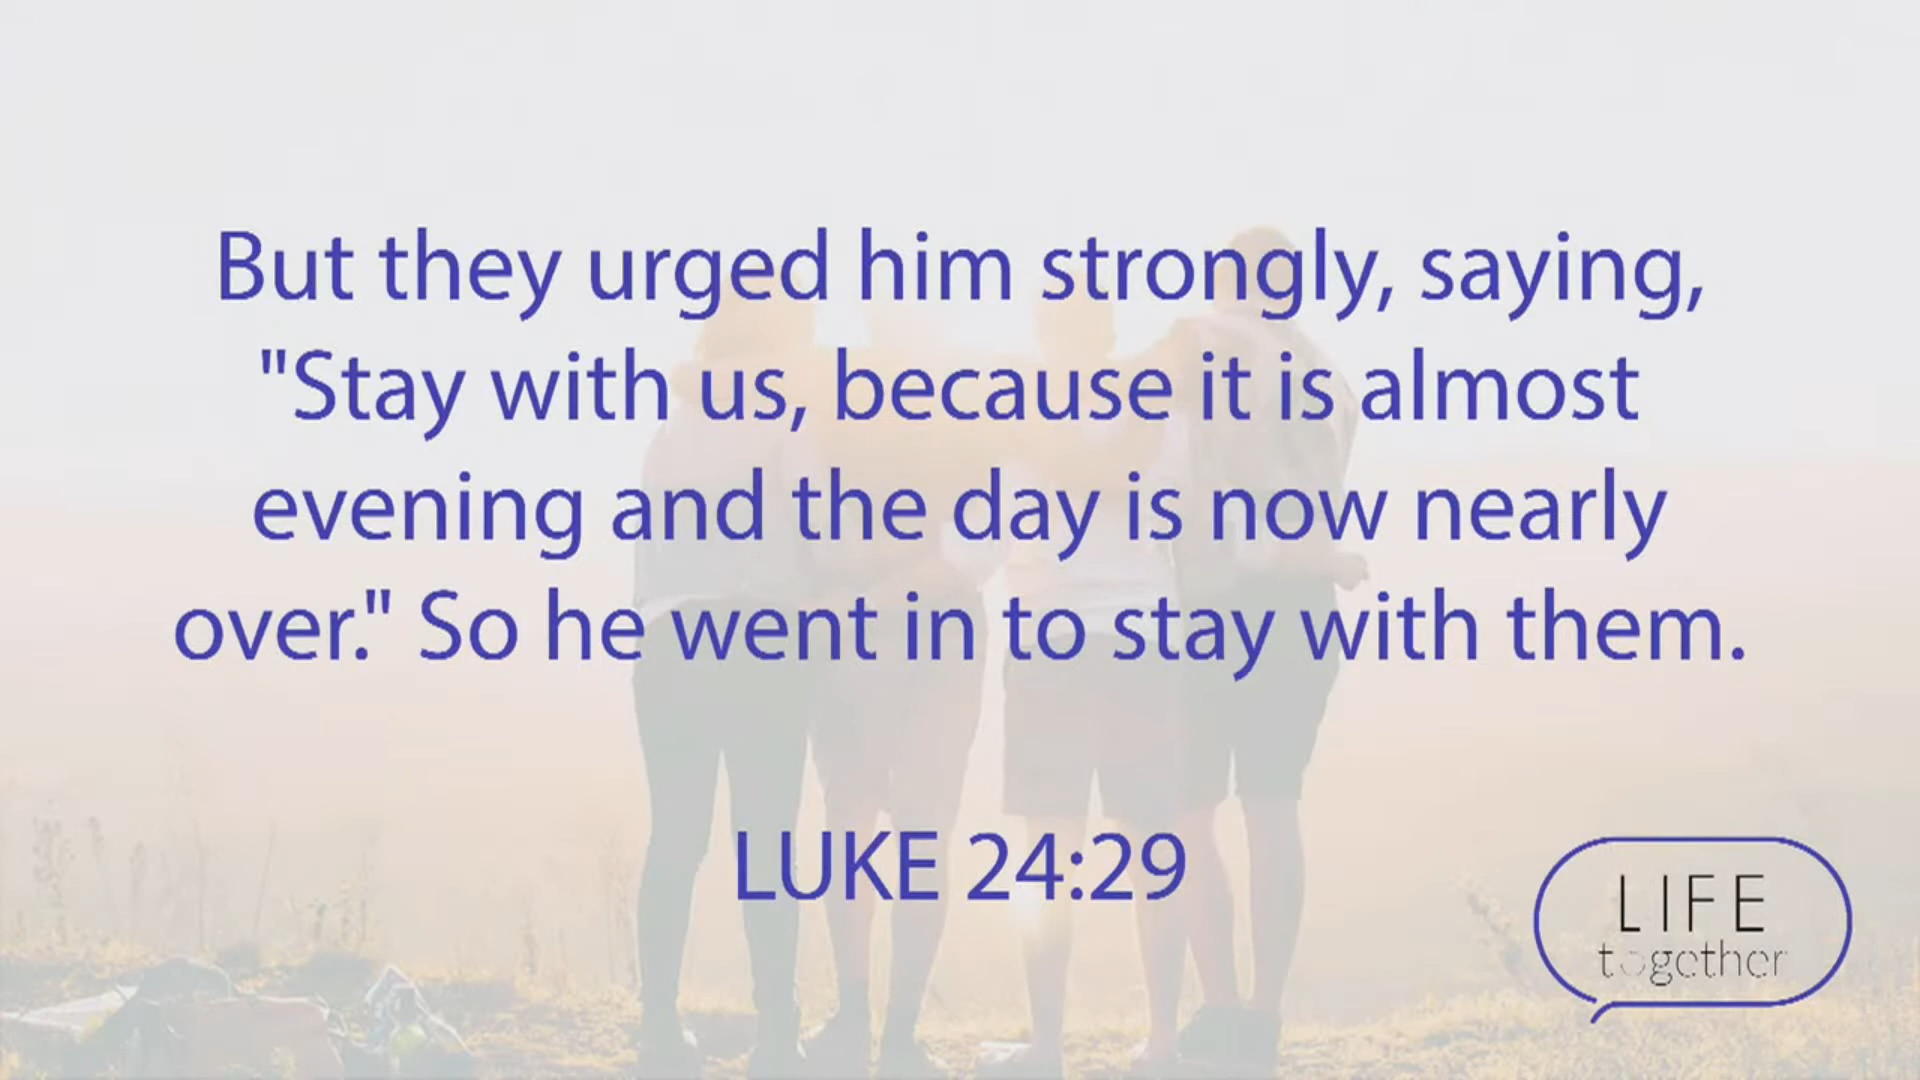 But they urged him strongly, saying,
"Stay with us, because it is almost
evening and the day is now nearly
over." So he went in to stay with them.
LUKE 24:29
LIFE
together